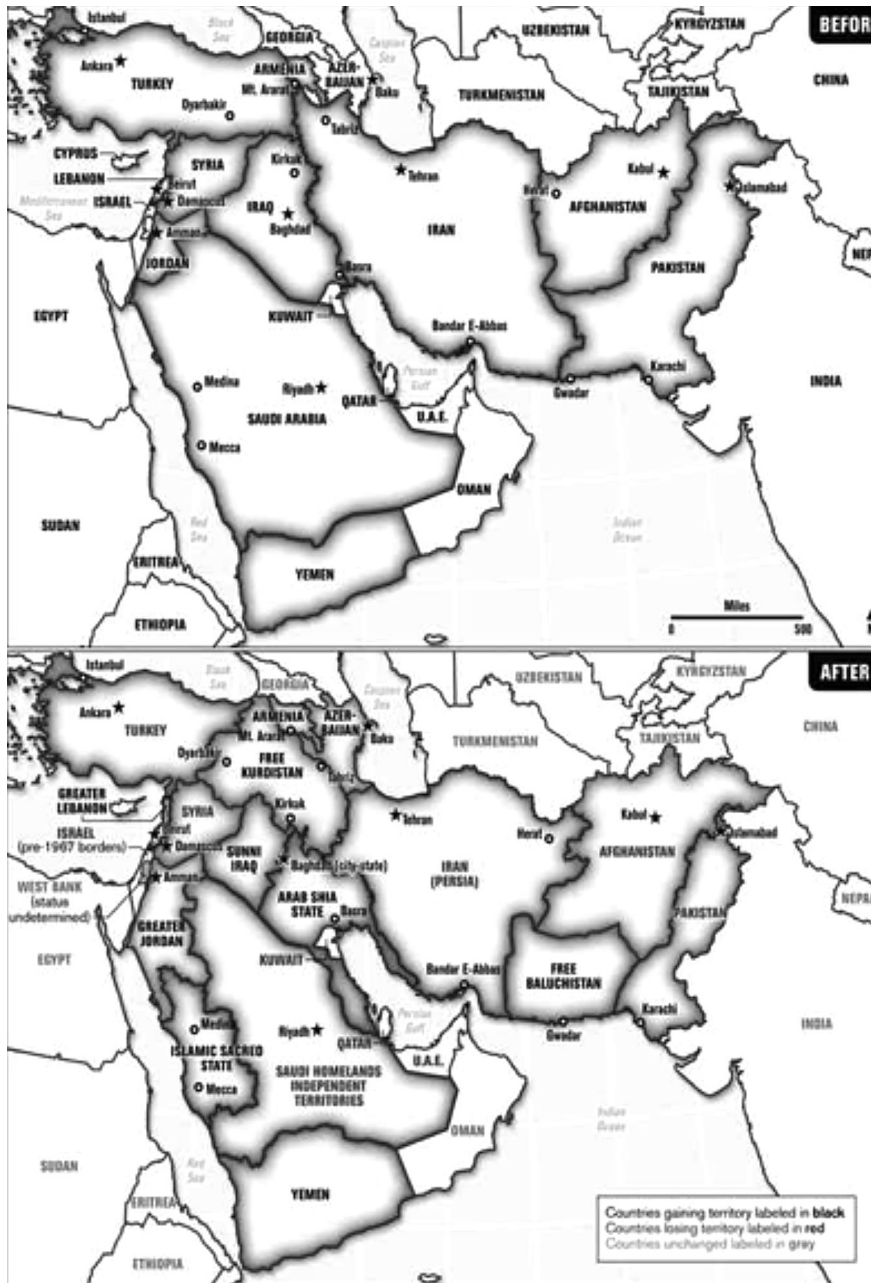 BEFORE
Istanbul
Black
Sea
GEORGIA
Caspian
Sea
UZBEKISTAN
KYRGYZSTAN
Ankara
TURKEY
ARMENIA
Mt. Ararat
AZER-
BAIJAN
Baku
TURKMENISTAN
TAJIKISTAN
CHINA
Dyarbakir
Tabriz
CYPRUS
SYRIA
Kirkuk
Tehran
Herat
Kabul
Islamabad
LEBANON
Beirut
Mediterranean
Sea
ISRAEL
Damascus
IRAQ
Baghdad
IRAN
AFGHANISTAN
Amman
JORDAN
Basra
PAKISTAN
NEP
EGYPT
KUWAIT
Bandar E-Abbas
Medina
Riyadh
Persian
Gulf
Gwadar
Karachi
INDIA
SAUDI ARABIA
QATAR
U.A.E.
Mecca
OMAN
SUDAN
Red
Sea
Indian
Ocean
ERITREA
YEMEN
ETHIOPIA
Miles
0
500
AFTER
Istanbul
Black
Sea
GEORGIA
Caspian
Sea
UZBEKISTAN
KYRGYZSTAN
Ankara
TURKEY
ARMENIA
Mt. Ararat
AZER-
BAIJAN
Baku
TURKMENISTAN
TAJIKISTAN
CHINA
Dyarbakir
FREE
KURDISTAN
Tabriz
GREATER
LEBANON
SYRIA
Kirkuk
Tehran
Herat
Kabul
Islamabad
ISRAEL
(pre-1967 borders)
Beirut
Damascus
SUNNI
IRAQ
Baghdad (city-state)
IRAN
(PERSIA)
AFGHANISTAN
WEST BANK
(status
undetermined)
Amman
ARAB SHIA
STATE
Basra
PAKISTAN
NEPAL
GREATER
JORDAN
EGYPT
KUWAIT
Bandar E-Abbas
FREE
BALUCHISTAN
Medina
Riyadh
Persian
Gulf
Gwadar
Karachi
INDIA
ISLAMIC SACRED
STATE
QATAR
U.A.E.
Mecca
SAUDI HOMELANDS
INDEPENDENT
TERRITORIES
OMAN
Indian
Ocean
SUDAN
Red
Sea
ERITREA
YEMEN
ETHIOPIA
Countries gaining territory labeled in black
Countries losing territory labeled in red
Countries unchanged labeled in gray